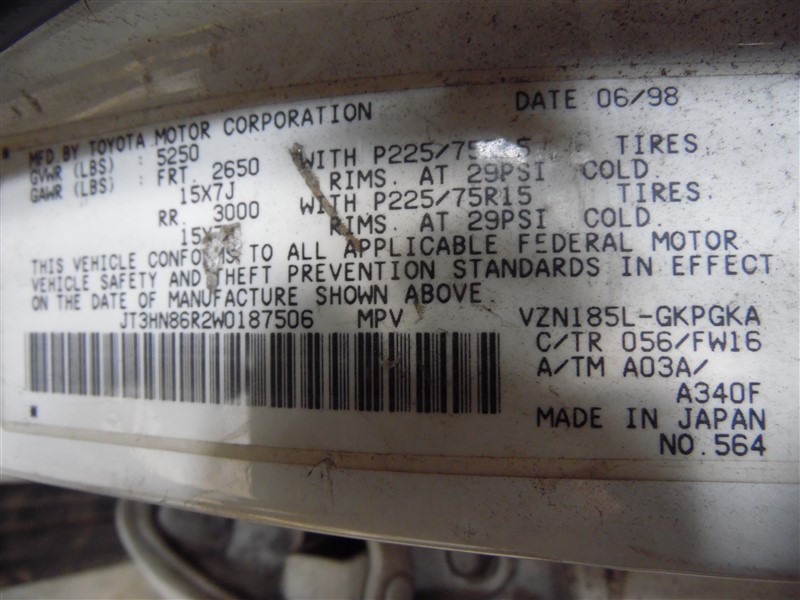 MFD BY TOYOTA MOTOR CORPORATION DATE 06/98
GVWR (LBS) : 5250
GAWR (LBS) : FRT. 2650 WITH P225/75 TIRES
15X7J RIMS. AT 29PSI COLD.
RR. 3000 WITH P225/75R15 TIRES.
RIMS. AT 29PSI COLD.
THIS VEHICLE CONFORMS TO ALL APPLICABLE FEDERAL MOTOR
VEHICLE SAFETY AND THEFT PREVENTION STANDARDS IN EFFECT
ON THE DATE OF MANUFACTURE SHOWN ABOVE
JT3HN86R2W0187506 MPV VZN185L-GKPGKA
C/TR 056/FW16
A/TM A03A/
A340F
MADE IN JAPAN
NO.564